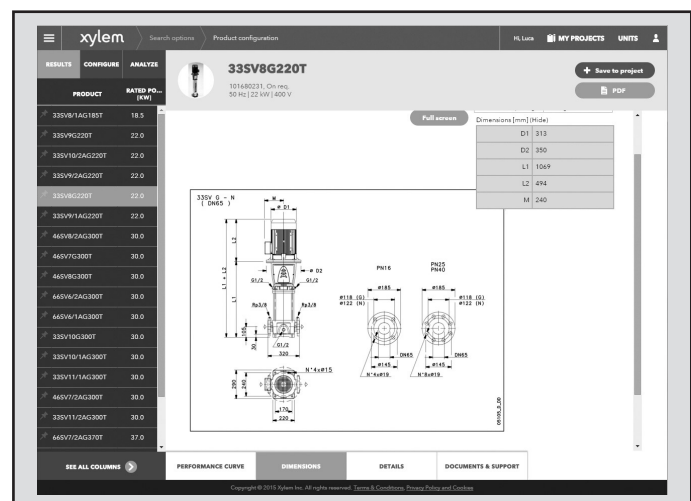 xylem
Search options
Product configuration
Hi, Luca
MY PROJECTS
UNITS
RESULTS CONFIGURE ANALYZE
PRODUCT
RATED PO...
[KW]
33SV8/1AG185T 18.5
33SV9G220T 22.0
33SV10/2AG220T 22.0
33SV9/2AG220T 22.0
33SV8G220T 22.0
33SV9/1AG220T 22.0
46SV8/2AG300T 30.0
46SV7G300T 30.0
46SV8G300T 30.0
66SV6/2AG300T 30.0
66SV6/1AG300T 30.0
33SV10G300T 30.0
33SV10/1AG300T 30.0
33SV11/1AG300T 30.0
46SV7/2AG300T 30.0
33SV11/2AG300T 30.0
66SV7/2AG370T 37.0
SEE ALL COLUMNS
33SV8G220T
101680231, On req.
50 Hz | 22 kW | 400 V
+ Save to project
PDF
Full screen
Dimensions [mm] (Hide)
D1 313
D2 350
L1 1069
L2 494
M 240
33SV G - N
( DN65 )
M
ø D1
L2
L1 + L2
L1
ø D2
G1/2
G1/2
Rp3/8
Rp3/8
105
30
G1/2
320
N°4xø15
290
240
170
220
PN16
ø185
ø118 (G)
ø122 (N)
DN65
ø145
N°4xø19
PN25
PN40
ø185
ø118 (G)
ø122 (N)
DN65
ø145
N°8xø19
05105_D_DD
PERFORMANCE CURVE
DIMENSIONS
DETAILS
DOCUMENTS & SUPPORT
Copyright © 2015 Xylem Inc. All rights reserved. Terms & Conditions, Privacy Policy and Cookies